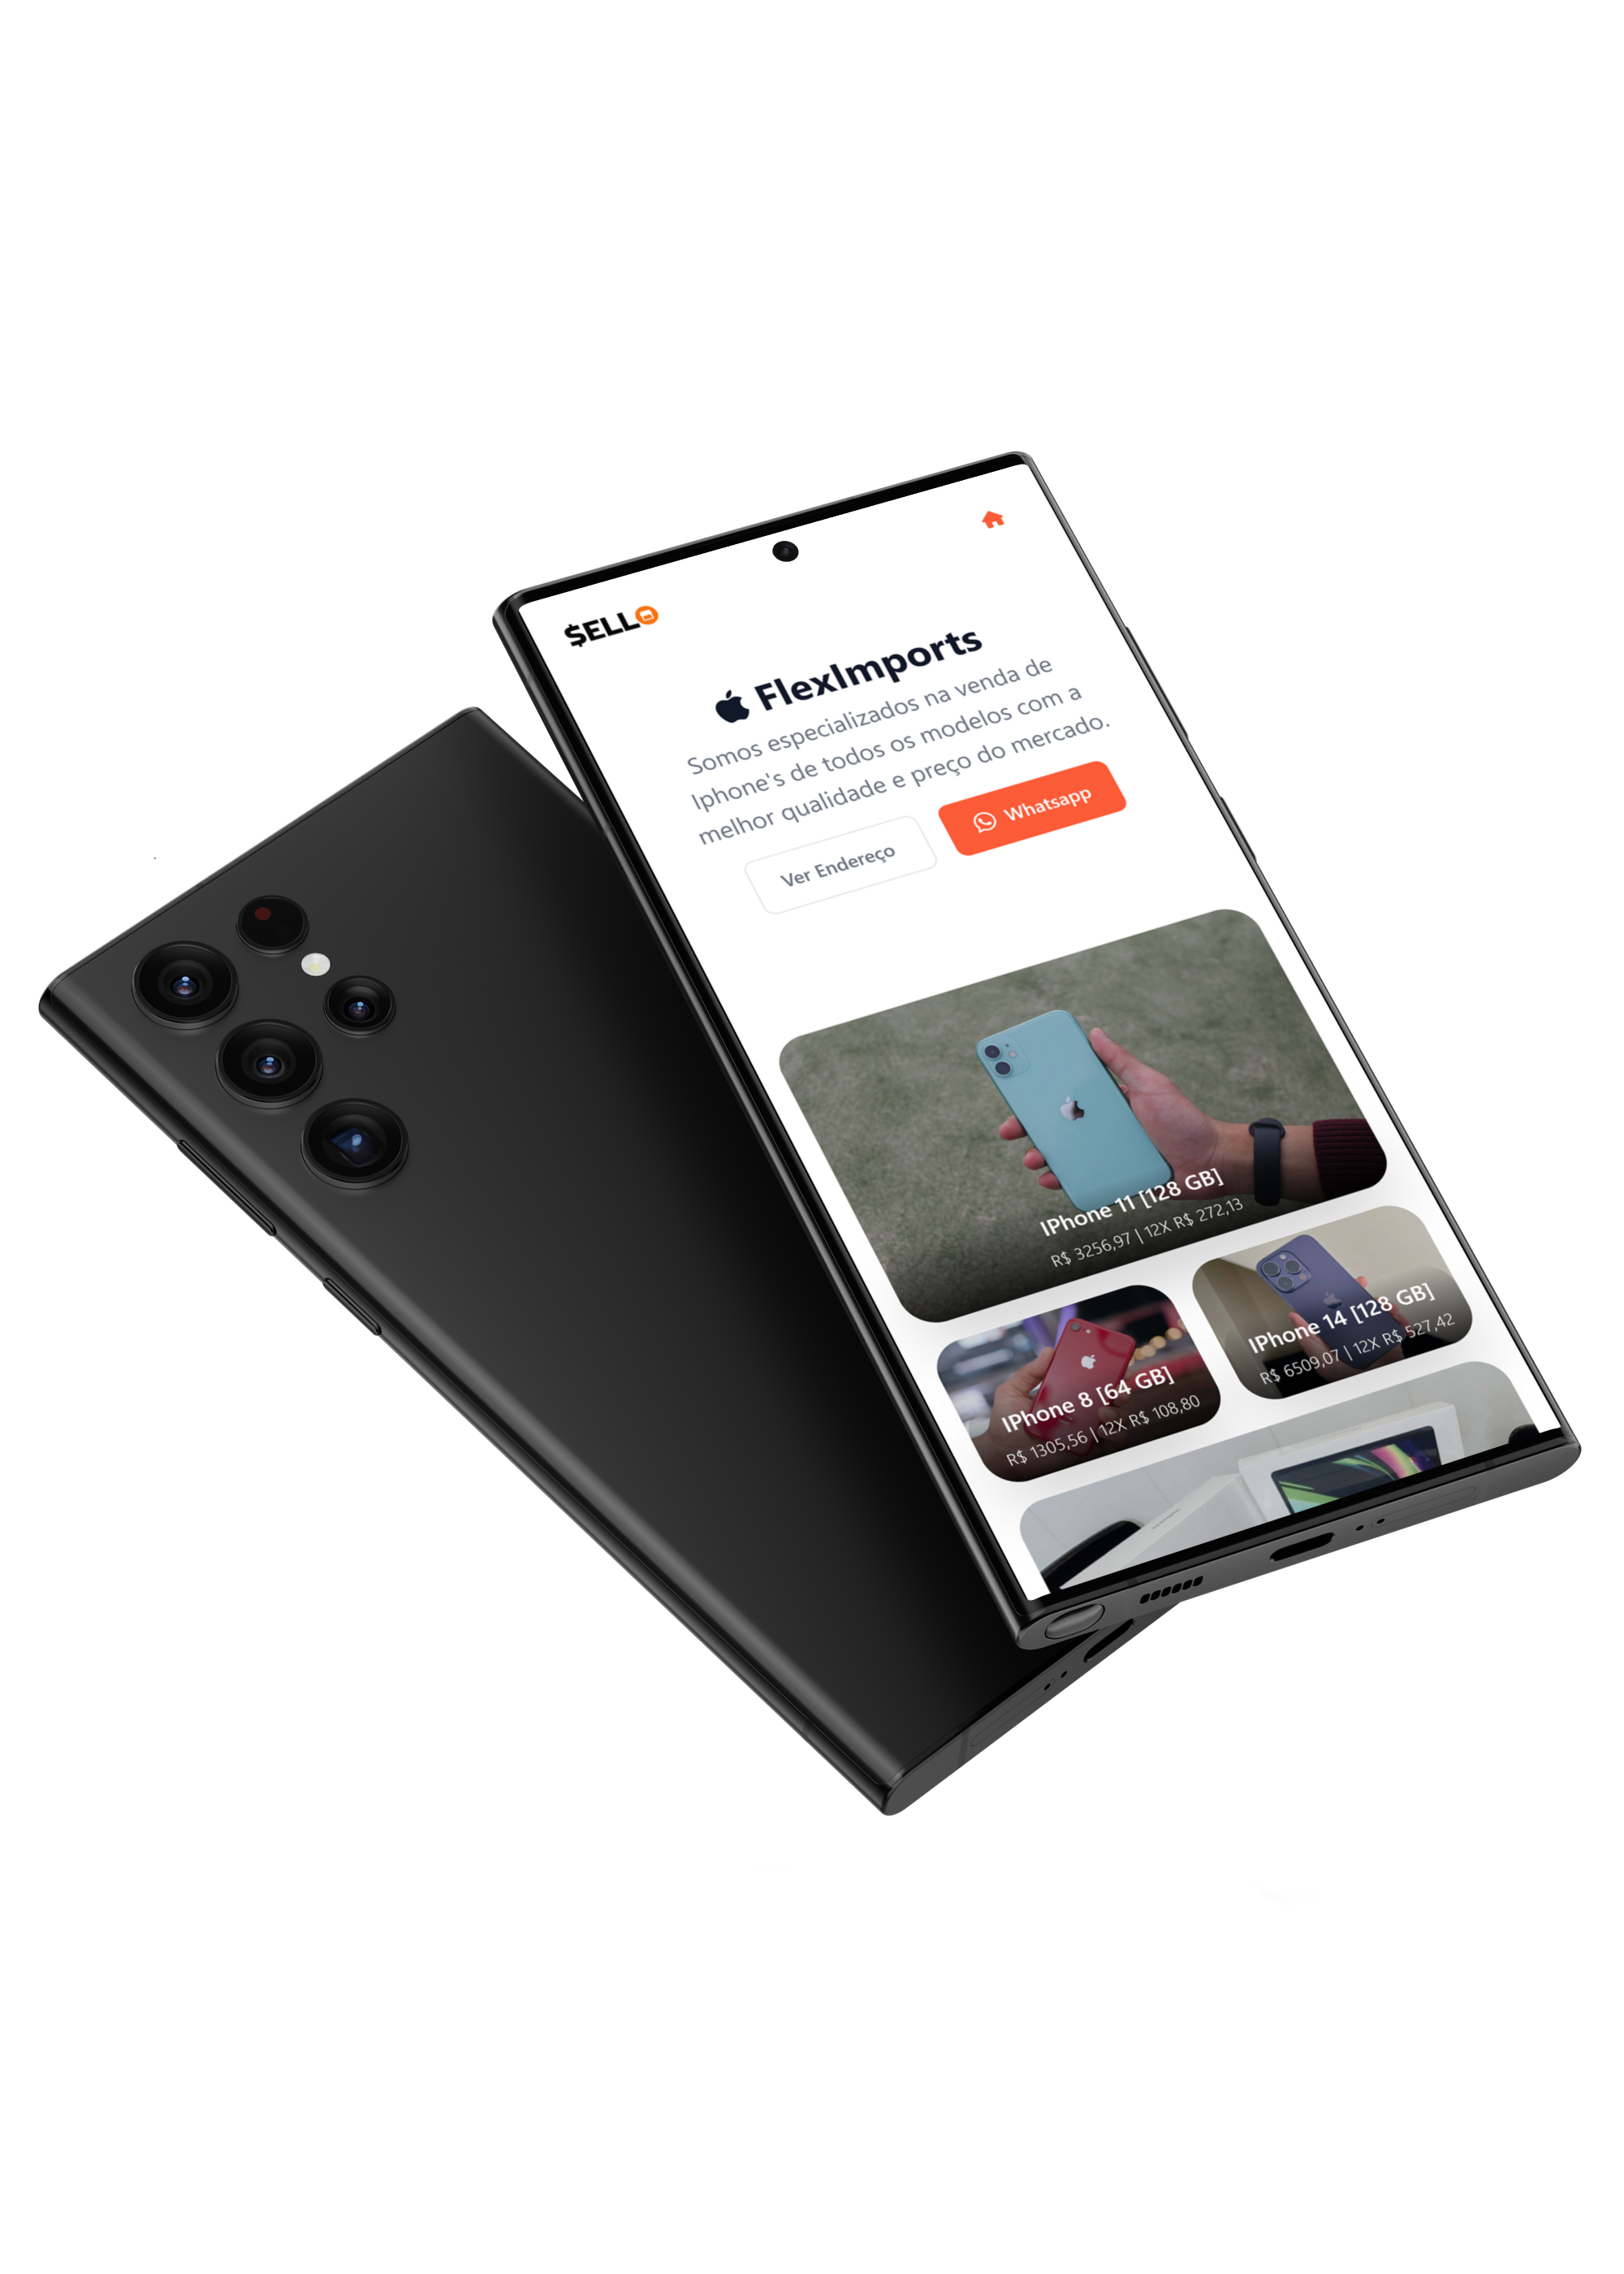 $ELLO
FlexImports
Somos especializados na venda de
Iphone's de todos os modelos com a
melhor qualidade e preço do mercado.
Ver Endereço
Whatsapp
IPhone 11 [128 GB]
R$ 3256,97 | 12X R$ 272,13
IPhone 8 [64 GB]
R$ 1305,56 | 12X R$ 108,80
IPhone 14 [128 GB]
R$ 6509,07 | 12X R$ 527,42